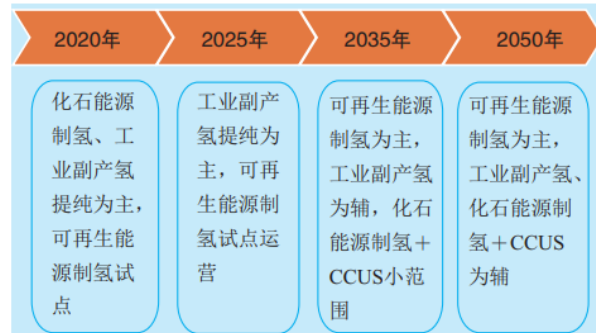 2020年
2025年
2035年
2050年
化石能源
制氢、工
业副产氢
提纯为主，
可再生能
源制氢试
点
工业副产
氢提纯为
主，可再
生能源制
氢试点运
营
可再生能源
制氢为主，
工业副产氢
为辅，化石
能源制氢＋
CCUS小范
围
可再生能源
制氢为主，
工业副产氢、
化石能源制
氢＋CCUS
为辅